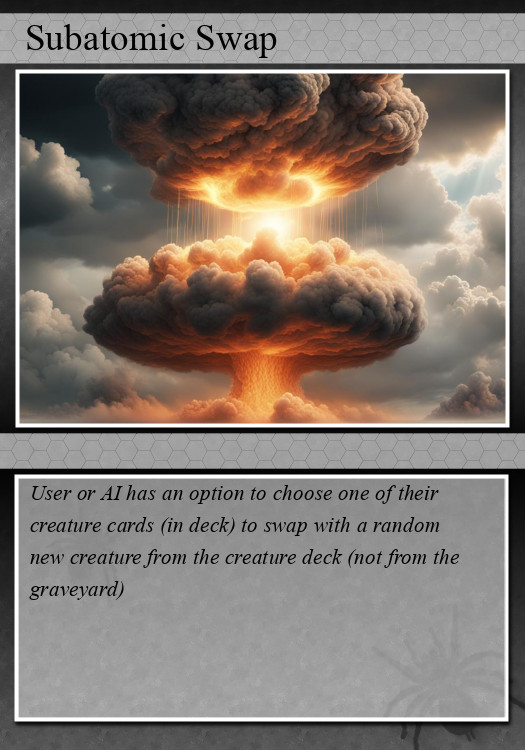 Subatomic Swap
User or AI has an option to choose one of their
creature cards (in deck) to swap with a random
new creature from the creature deck (not from the
graveyard)